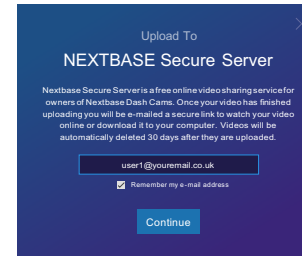 Upload To
NEXTBASE Secure Server
Nextbase Secure Server is a free online video sharing service for
owners of Nextbase Dash Cams. Once your video has finished
uploading you will be e-mailed a secure link to watch your video
online or download it to your computer. Videos will be
automatically deleted 30 days after they are uploaded.
user1@youremail.co.uk
Remember my e-mail address
Continue